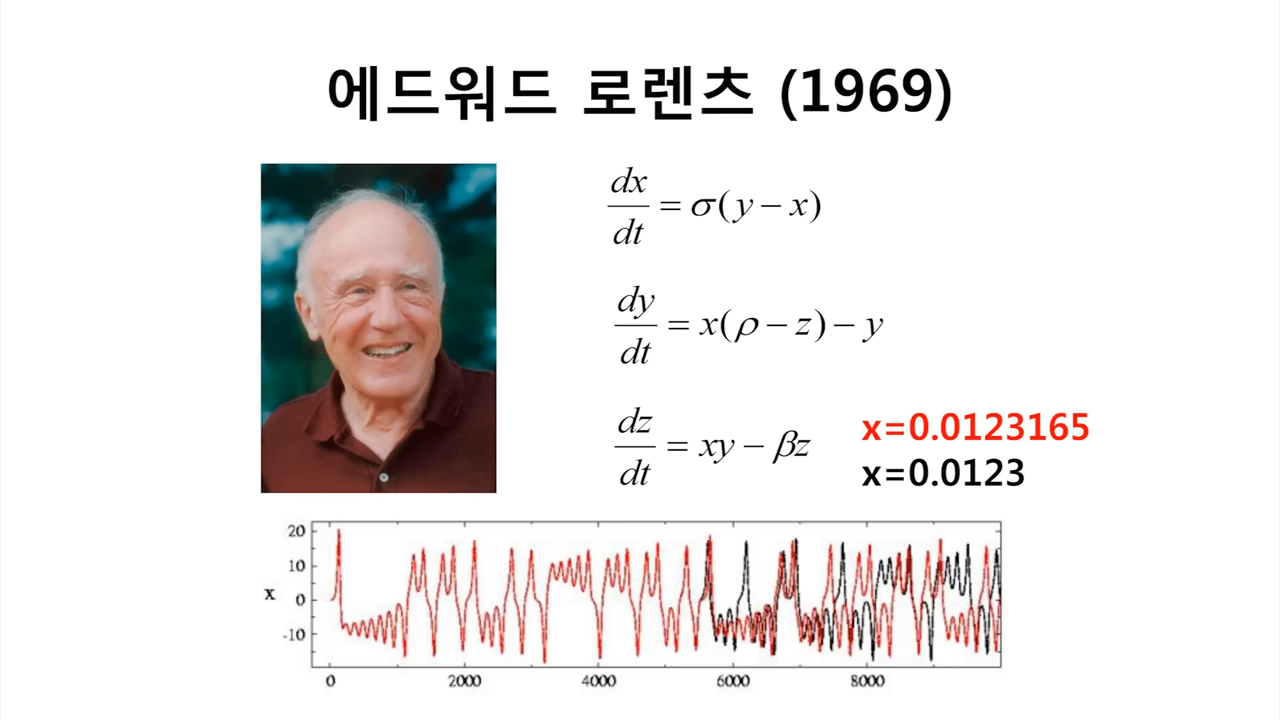 에드워드 로렌츠 (1969)
dx/dt = σ(y − x)
dy/dt = x(ρ − z) − y
dz/dt = xy − βz
x=0.0123165
x=0.0123
20
10
0
-10
x
0 2000 4000 6000 8000